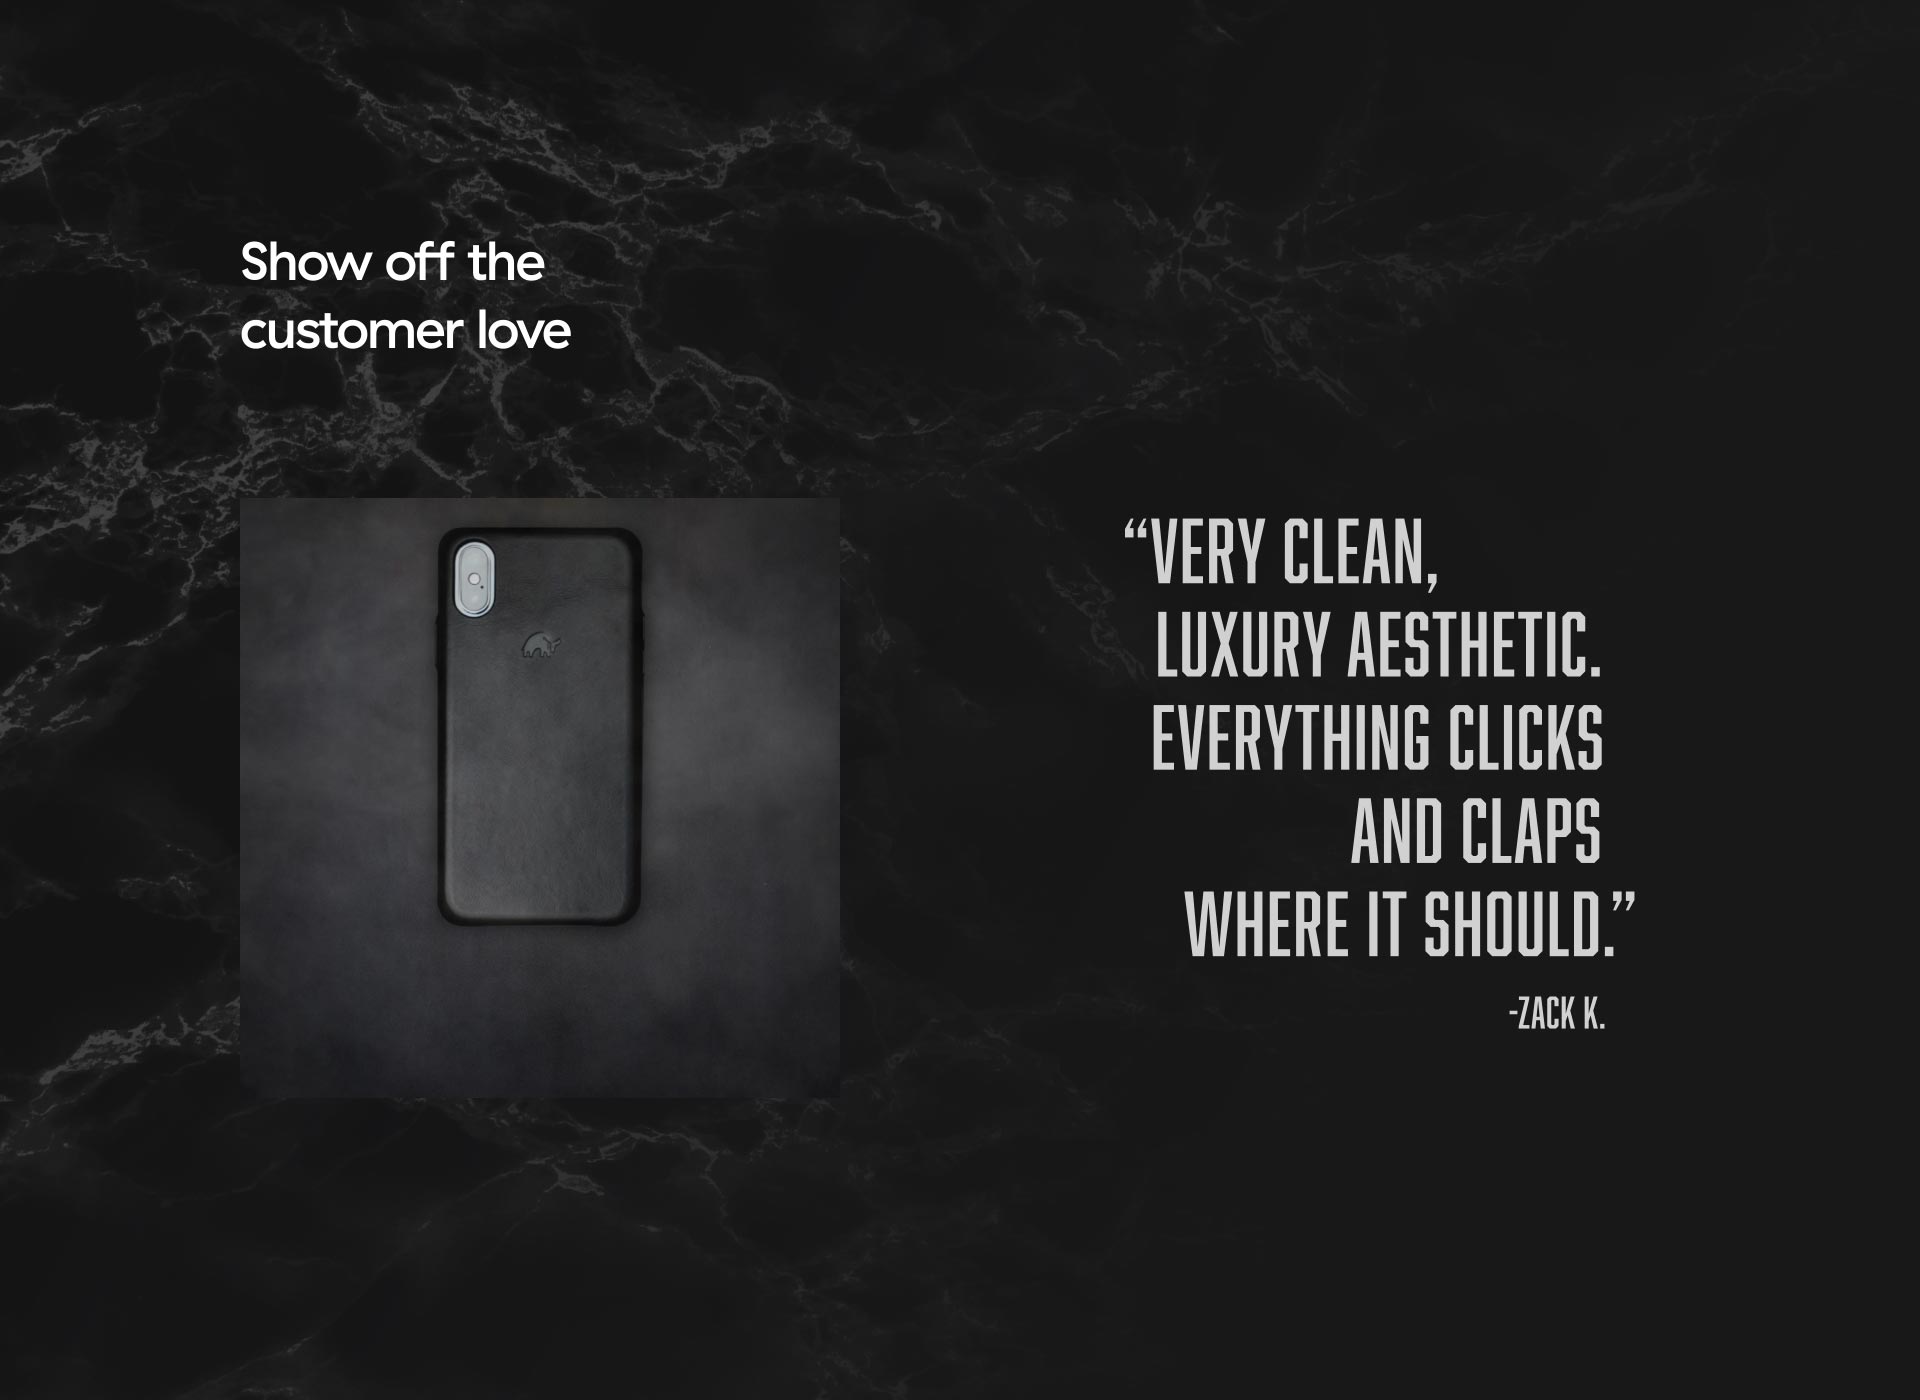 Show off the
customer love
“VERY CLEAN,
LUXURY AESTHETIC.
EVERYTHING CLICKS
AND CLAPS
WHERE IT SHOULD.”
-ZACK K.